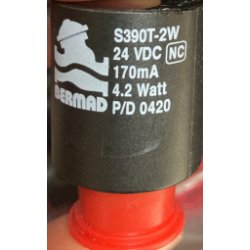 S390T-2W
24 VDC NC
170mA
4.2 Watt
P/D 0420
BERMAD